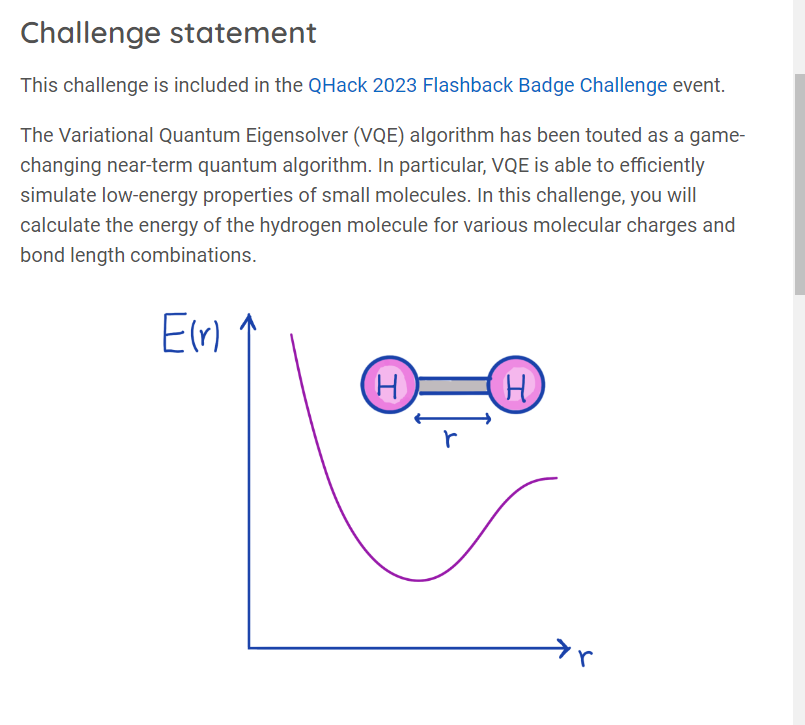 Challenge statement
This challenge is included in the QHack 2023 Flashback Badge Challenge event.
The Variational Quantum Eigensolver (VQE) algorithm has been touted as a game-
changing near-term quantum algorithm. In particular, VQE is able to efficiently
simulate low-energy properties of small molecules. In this challenge, you will
calculate the energy of the hydrogen molecule for various molecular charges and
bond length combinations.
E(r)
H H
r
r